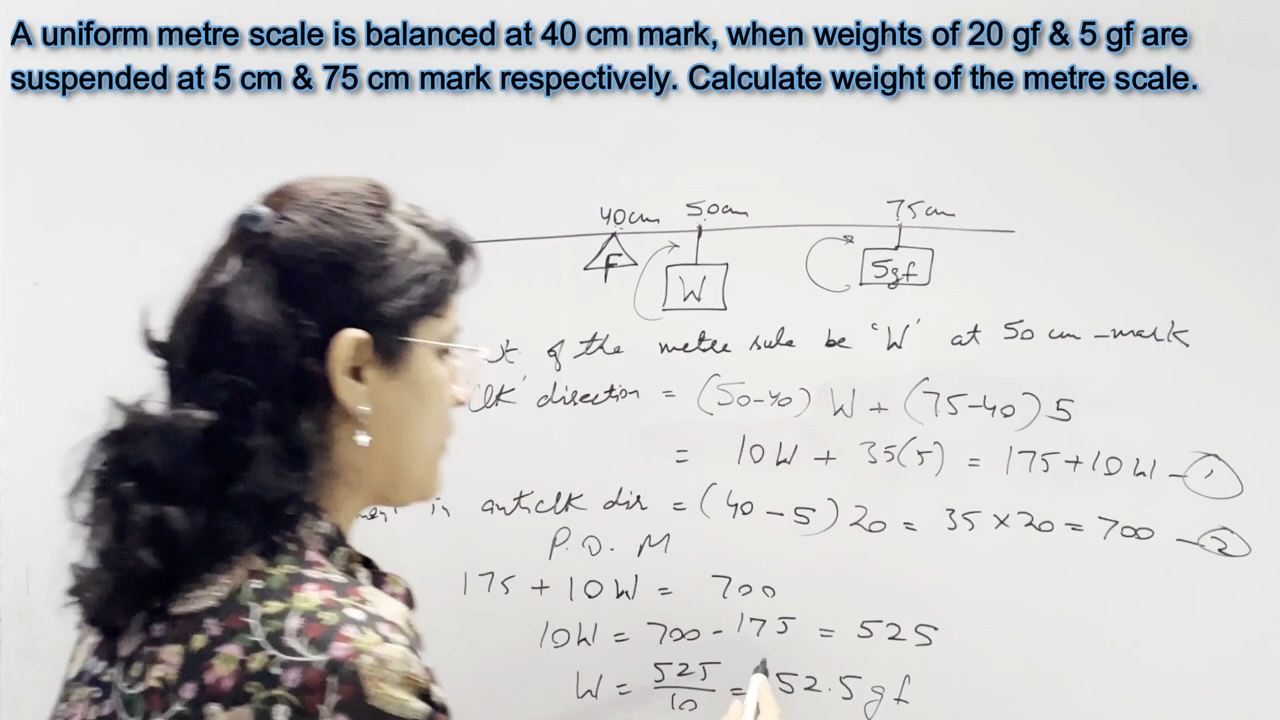 A uniform metre scale is balanced at 40 cm mark, when weights of 20 gf & 5 gf are
suspended at 5 cm & 75 cm mark respectively. Calculate weight of the metre scale.
40cm 50cm 75cm
F W 5gf
of the metre rule be 'W' at 50 cm-mark
clk' direction = (50-40) W + (75-40) 5
= 10W + 35(5) = 175+10W - 1
in anticlk dir = (40-5) 20 = 35 × 20 = 700 - 2
P.O.M
175 + 10W = 700
10W = 700 - 175 = 525
W = 525/10 = 52.5 gf